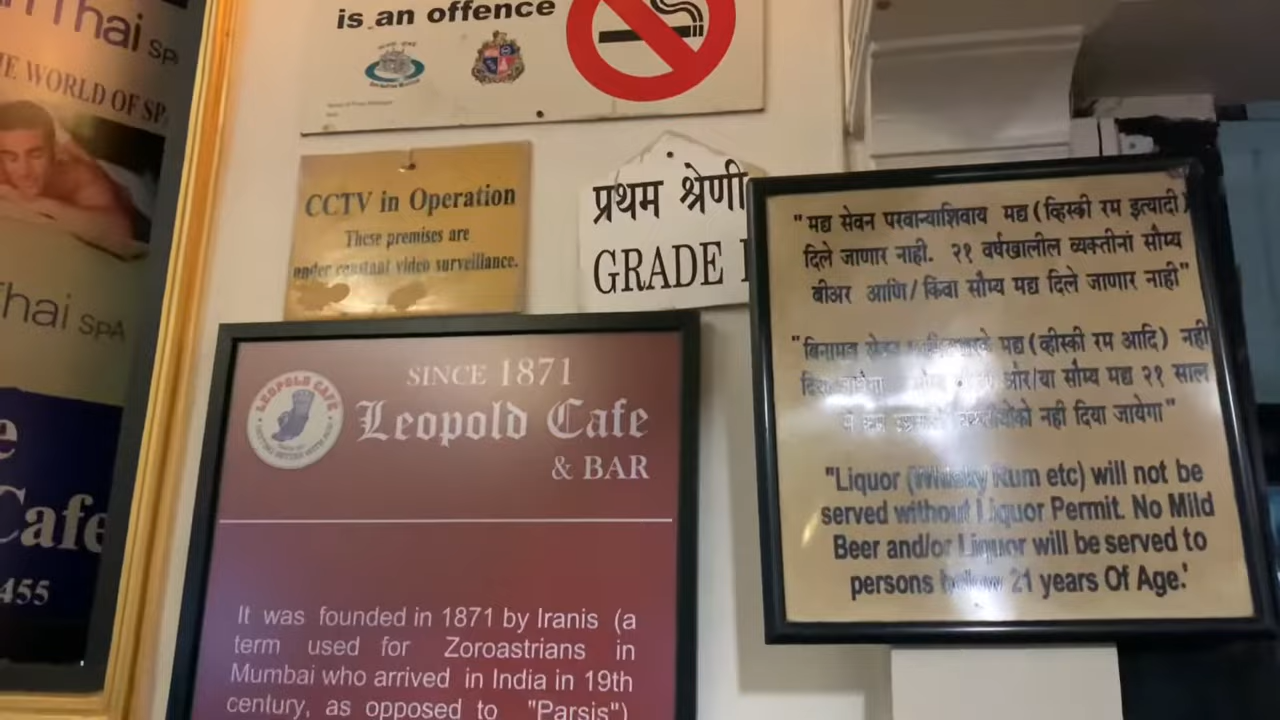 Thai SPA
WORLD OF
Thai SPA
Cafe
455
is an offence
CCTV in Operation
These premises are
under constant video surveillance.
प्रथम श्रेणी
GRADE
SINCE 1871
Leopold Cafe
& BAR
LEOPOLD CAFE
It was founded in 1871 by Iranis (a
term used for Zoroastrians in
Mumbai who arrived in India in 19th
century, as opposed to "Parsis")
"मद्य सेवन परवान्याशिवाय मद्य (व्हिस्की रम इत्यादी)
दिले जाणार नाही. २१ वर्षखालील व्यक्तीनां सौम्य
बीअर आणि/किंवा सौम्य मद्य दिले जाणार नाही"
मद्य (व्हीस्की रम आदि) नही
और/या सौम्य मद्य २१ साल
नही दिया जायेगा"
"Liquor (Whisky Rum etc) will not be
served without Liquor Permit. No Mild
Beer and/or Liquor will be served to
persons bellow 21 years Of Age.'